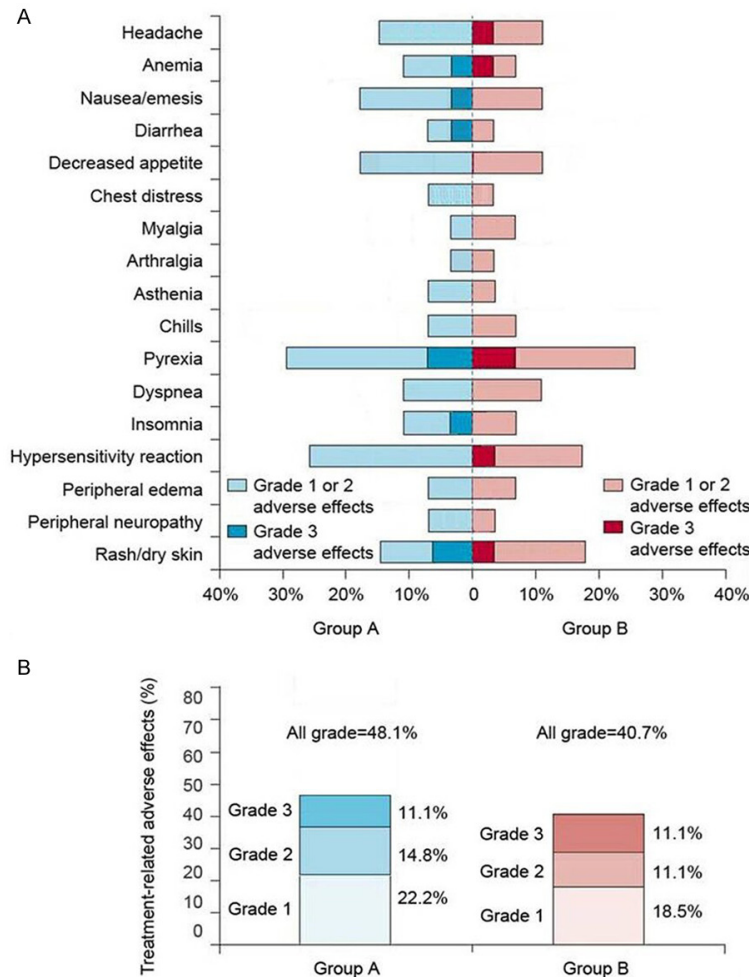 A
Headache
Anemia
Nausea/emesis
Diarrhea
Decreased appetite
Chest distress
Myalgia
Arthralgia
Asthenia
Chills
Pyrexia
Dyspnea
Insomnia
Hypersensitivity reaction
Peripheral edema
Peripheral neuropathy
Rash/dry skin
Grade 1 or 2
adverse effects
Grade 3
adverse effects
Grade 1 or 2
adverse effects
Grade 3
adverse effects
40% 30% 20% 10% 0 10% 20% 30% 40%
Group A Group B
B
Treatment-related adverse effects (%)
80
70
60
50
40
30
20
10
0
All grade=48.1%
Grade 3 11.1%
Grade 2 14.8%
Grade 1 22.2%
Group A
All grade=40.7%
Grade 3 11.1%
Grade 2 11.1%
Grade 1 18.5%
Group B